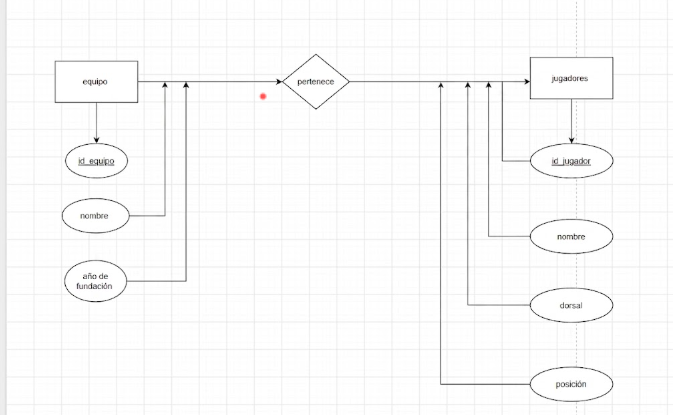 equipo
pertenece
jugadores
id_equipo
id_jugador
nombre
nombre
año de
fundación
dorsal
posición